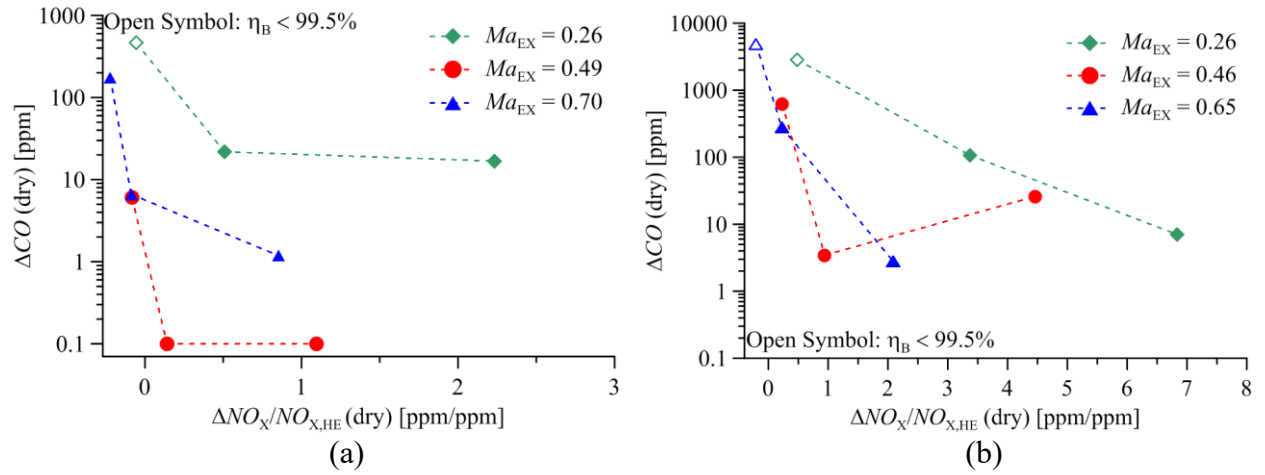 Open Symbol: ηB < 99.5%
MaEX = 0.26
MaEX = 0.49
MaEX = 0.70
1000
100
10
1
0.1
ΔCO (dry) [ppm]
0 1 2 3
ΔNOX/NOX,HE (dry) [ppm/ppm]
(a)
MaEX = 0.26
MaEX = 0.46
MaEX = 0.65
10000
1000
100
10
1
0.1
ΔCO (dry) [ppm]
Open Symbol: ηB < 99.5%
0 1 2 3 4 5 6 7 8
ΔNOX/NOX,HE (dry) [ppm/ppm]
(b)